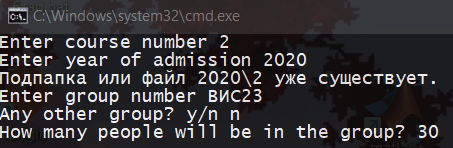 C:\Windows\system32\cmd.exe
Enter course number 2
Enter year of admission 2020
Подпапка или файл 2020\2 уже существует.
Enter group number ВИС23
Any other group? y/n n
How many people will be in the group? 30